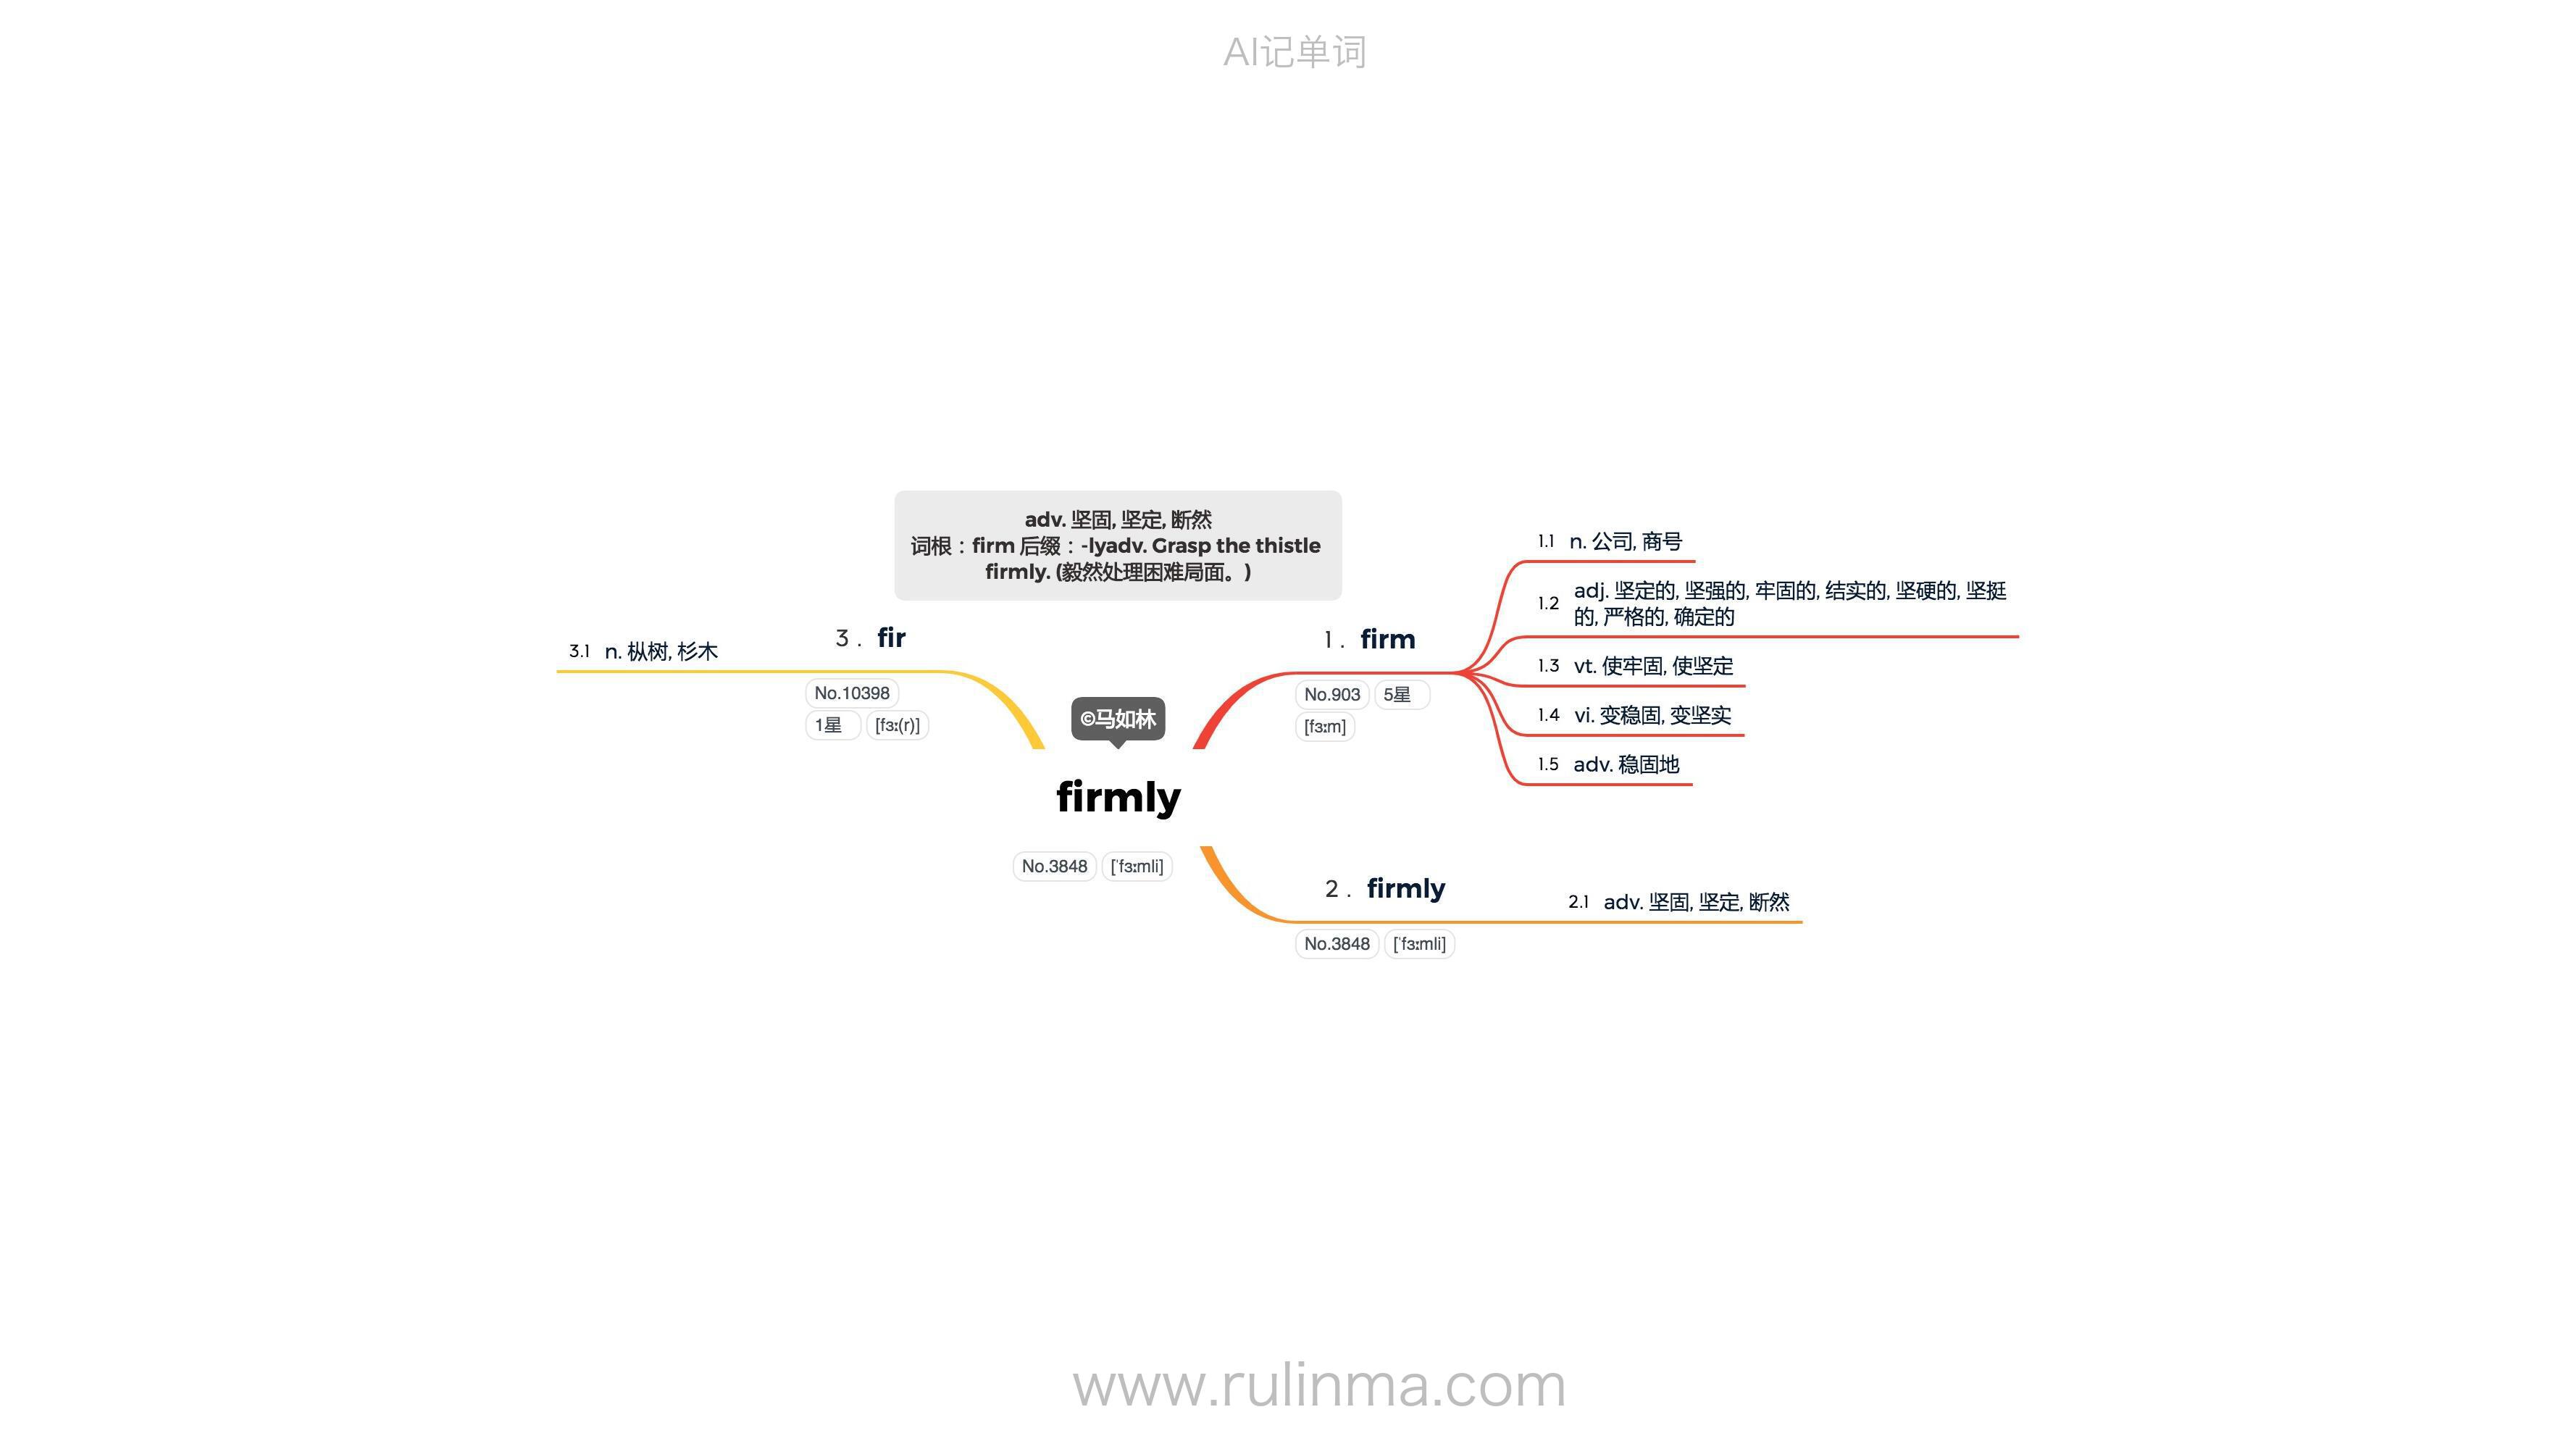 AI记单词
adv. 坚固, 坚定, 断然
词根：firm 后缀：-lyadv. Grasp the thistle
firmly. (毅然处理困难局面。)
3 . fir
3.1 n. 枞树, 杉木
No.10398
1星 [fɜː(r)]
©马如林
firmly
No.3848 ['fɜːmli]
1 . firm
No.903 5星
[fɜːm]
1.1 n. 公司, 商号
1.2 adj. 坚定的, 坚强的, 牢固的, 结实的, 坚硬的, 坚挺
的, 严格的, 确定的
1.3 vt. 使牢固, 使坚定
1.4 vi. 变稳固, 变坚实
1.5 adv. 稳固地
2 . firmly
2.1 adv. 坚固, 坚定, 断然
No.3848 ['fɜːmli]
www.rulinma.com